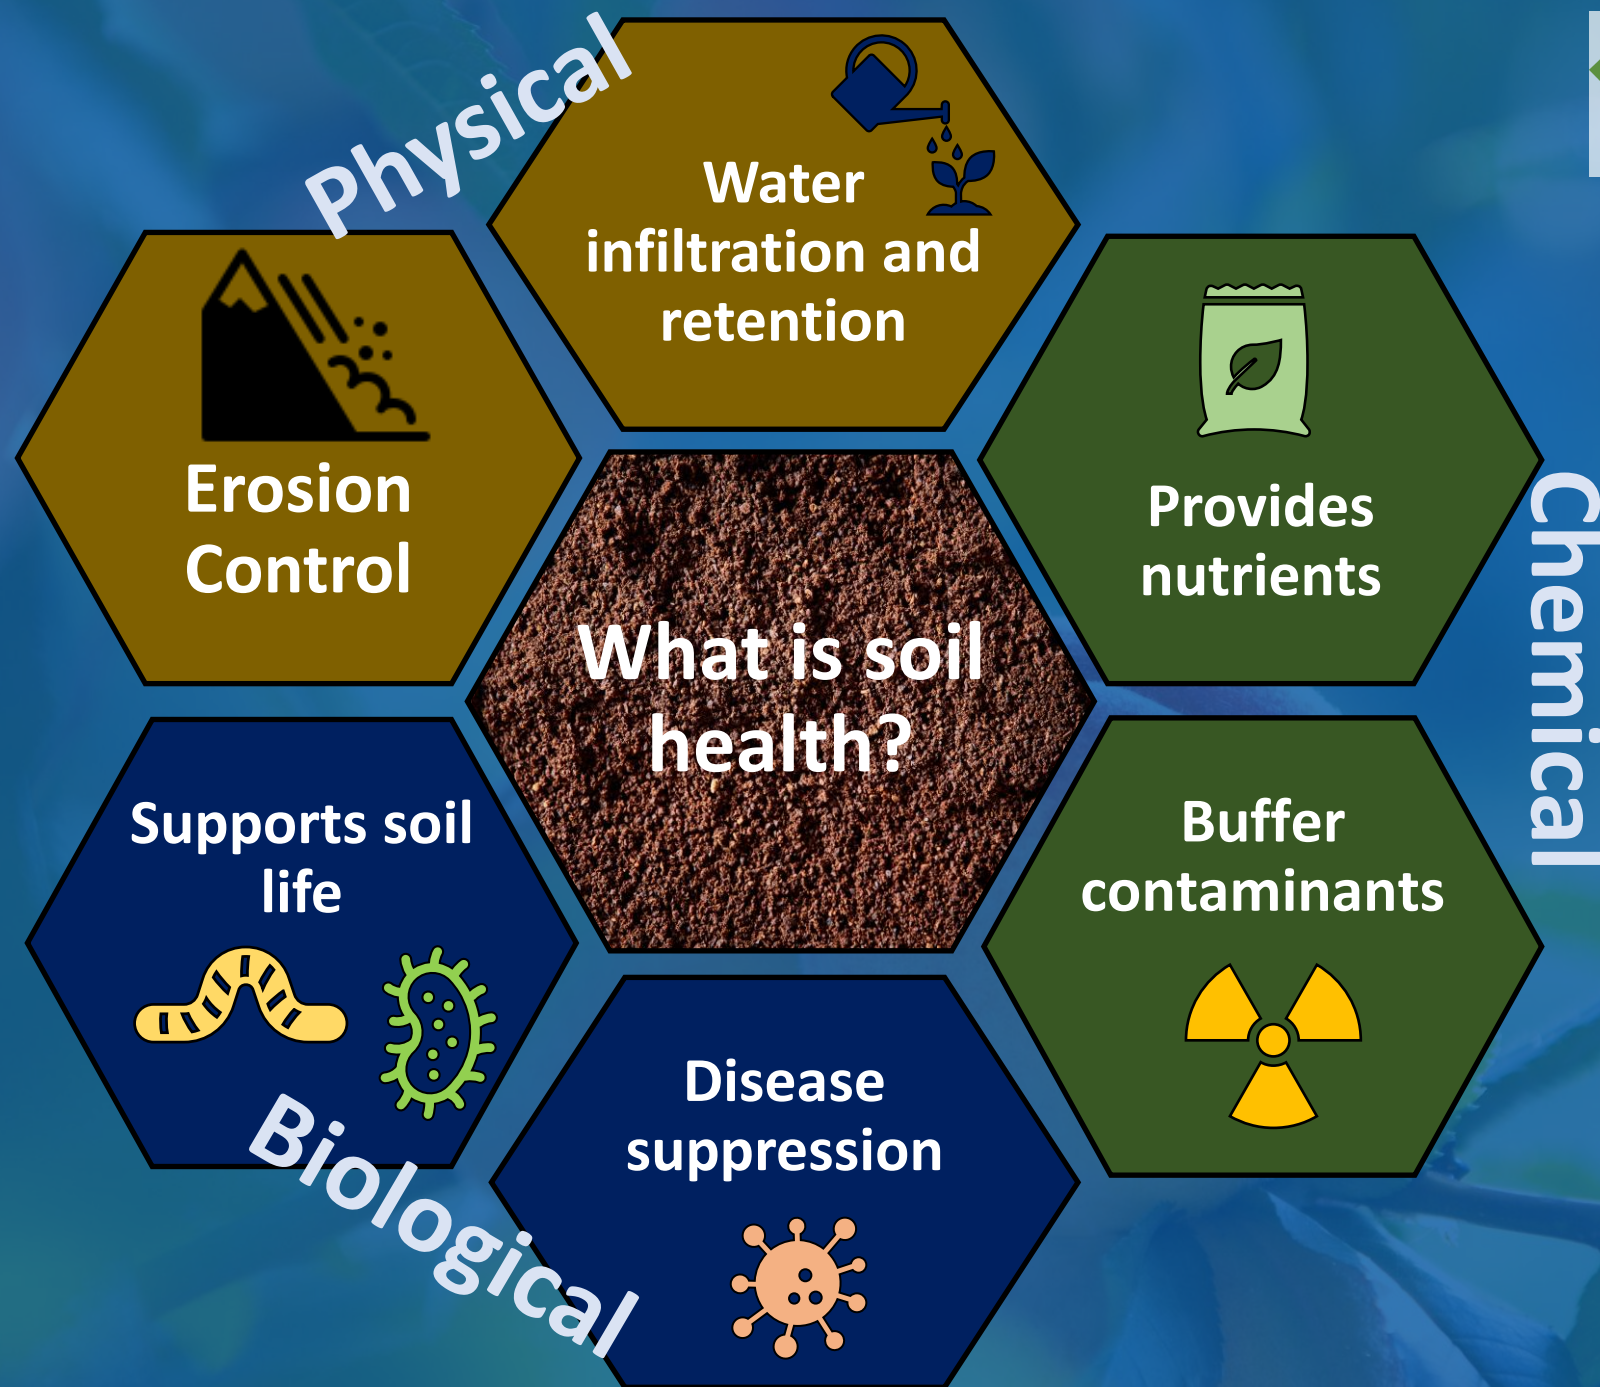 Physical
Water
infiltration and
retention
Erosion
Control
Provides
nutrients
Chemical
What is soil
health?
Supports soil
life
Buffer
contaminants
Biological
Disease
suppression